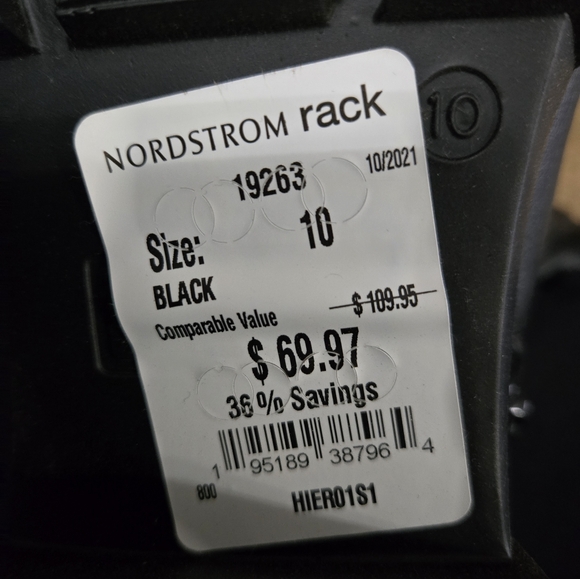 NORDSTROM rack
10
10/2021
19263
Size: 10
BLACK
Comparable Value $ 109.95
$ 69.97
36 % Savings
1 95189 38796 4
800
HIER01S1